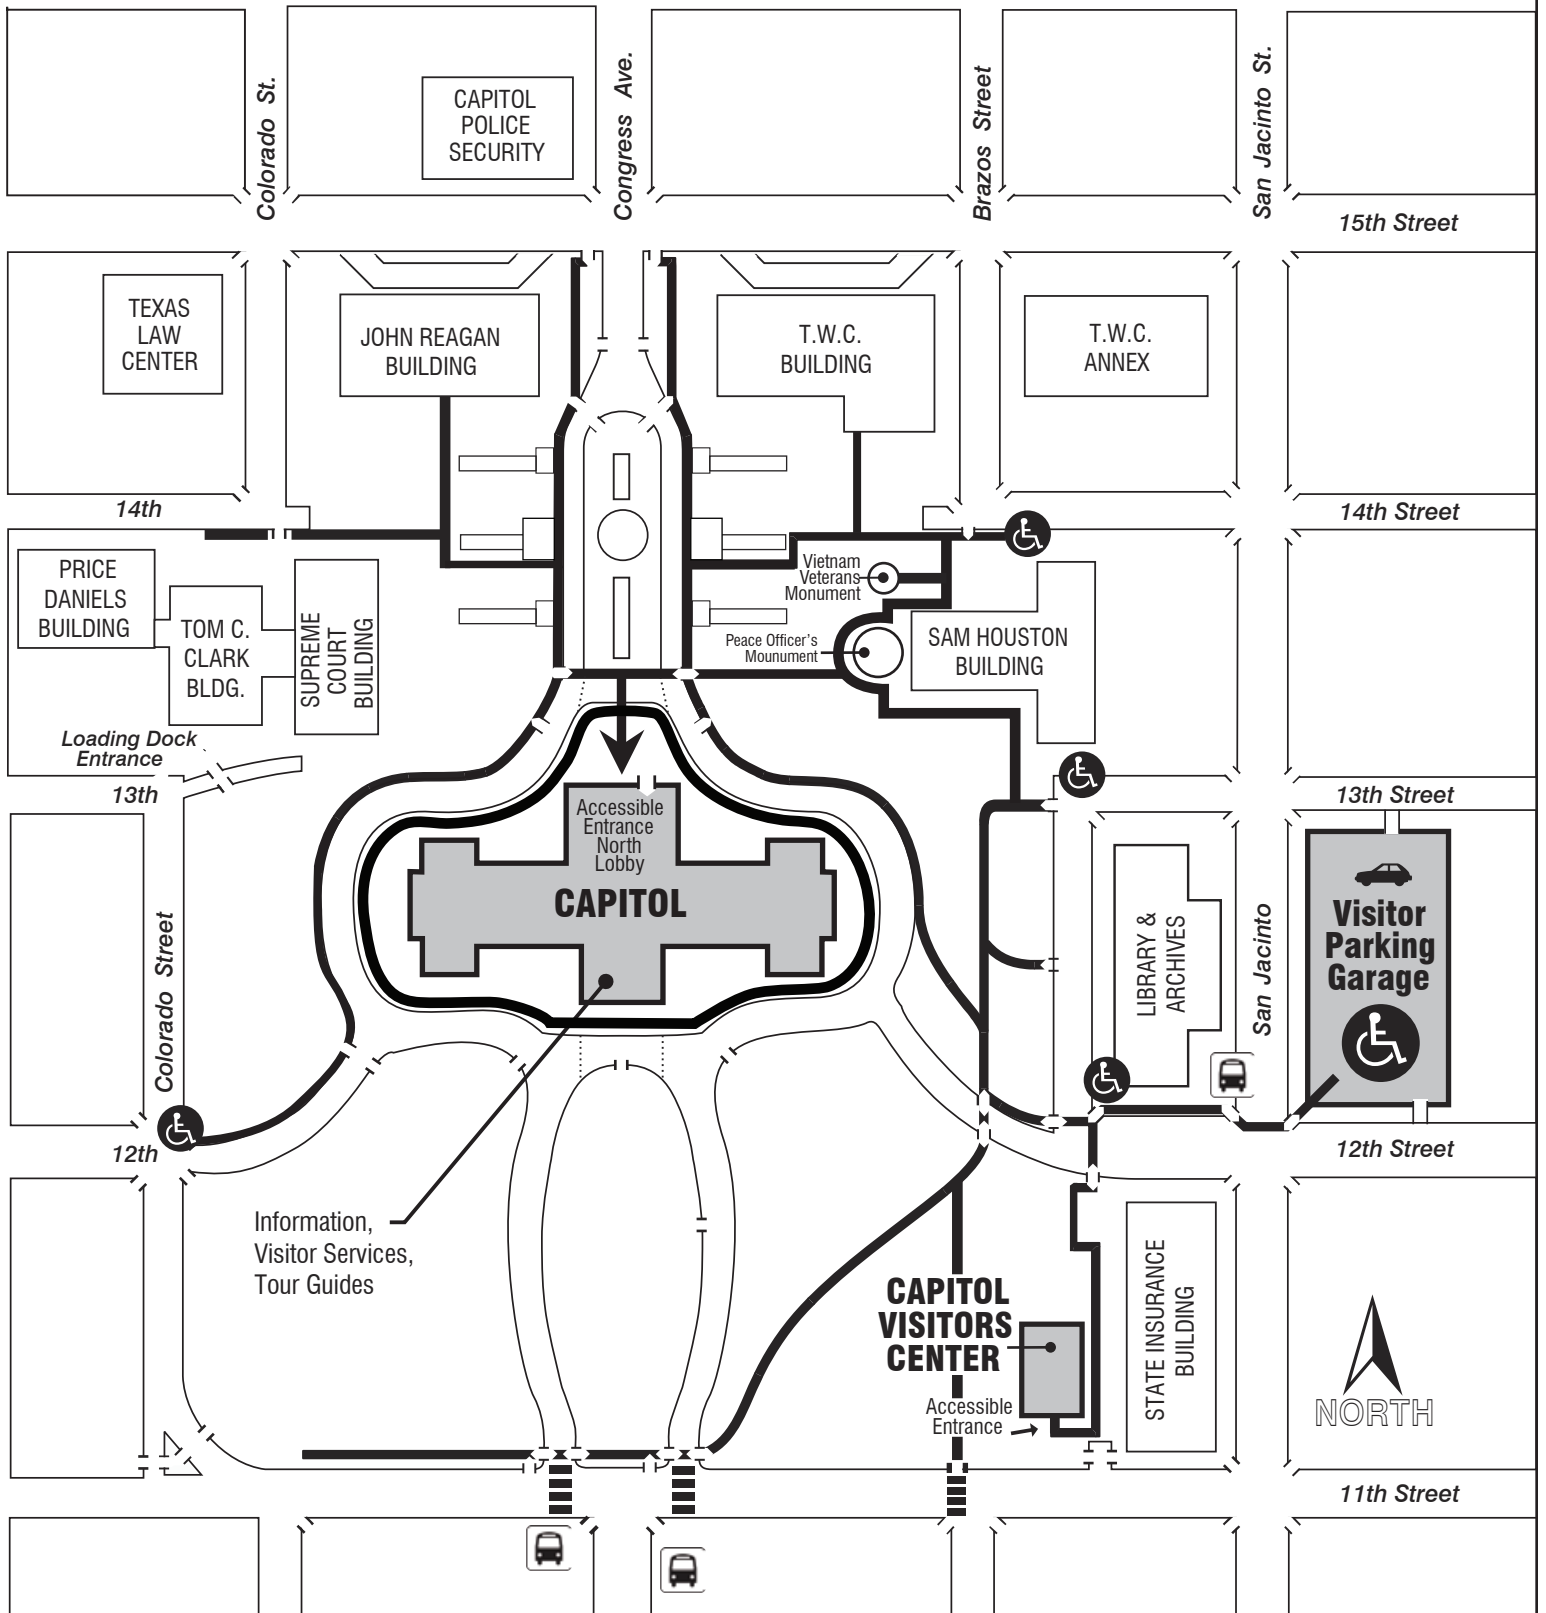 Colorado St.
Congress Ave.
Brazos Street
San Jacinto St.
CAPITOL
POLICE
SECURITY
15th Street
TEXAS
LAW
CENTER
JOHN REAGAN
BUILDING
T.W.C.
BUILDING
T.W.C.
ANNEX
14th
14th Street
PRICE
DANIELS
BUILDING
TOM C.
CLARK
BLDG.
SUPREME
COURT
BUILDING
Vietnam
Veterans
Monument
Peace Officer's
Mounument
SAM HOUSTON
BUILDING
Loading Dock
Entrance
13th
13th Street
Accessible
Entrance
North
Lobby
CAPITOL
Colorado Street
LIBRARY &
ARCHIVES
San Jacinto
Visitor
Parking
Garage
12th
12th Street
Information,
Visitor Services,
Tour Guides
CAPITOL
VISITORS
CENTER
Accessible
Entrance
STATE INSURANCE
BUILDING
NORTH
11th Street